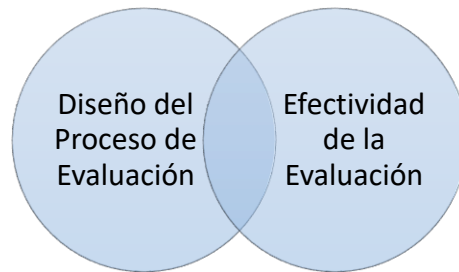 Diseño del
Proceso de
Evaluación
Efectividad
de la
Evaluación